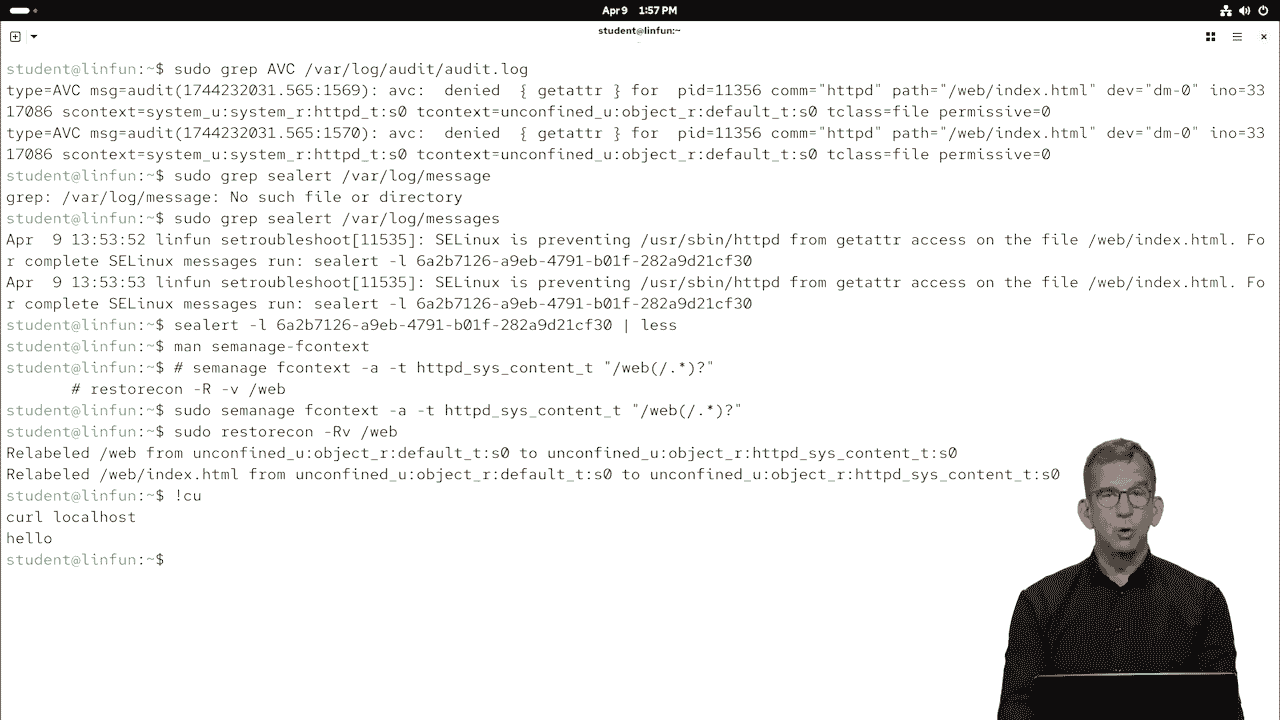 Apr 9 1:57 PM
student@linfun:~
student@linfun:~$ sudo grep AVC /var/log/audit/audit.log
type=AVC msg=audit(1744232031.565:1569): avc:  denied  { getattr } for  pid=11356 comm="httpd" path="/web/index.html" dev="dm-0" ino=33
17086 scontext=system_u:system_r:httpd_t:s0 tcontext=unconfined_u:object_r:default_t:s0 tclass=file permissive=0
type=AVC msg=audit(1744232031.565:1570): avc:  denied  { getattr } for  pid=11356 comm="httpd" path="/web/index.html" dev="dm-0" ino=33
17086 scontext=system_u:system_r:httpd_t:s0 tcontext=unconfined_u:object_r:default_t:s0 tclass=file permissive=0
student@linfun:~$ sudo grep sealert /var/log/message
grep: /var/log/message: No such file or directory
student@linfun:~$ sudo grep sealert /var/log/messages
Apr  9 13:53:52 linfun setroubleshoot[11535]: SELinux is preventing /usr/sbin/httpd from getattr access on the file /web/index.html. Fo
r complete SELinux messages run: sealert -l 6a2b7126-a9eb-4791-b01f-282a9d21cf30
Apr  9 13:53:53 linfun setroubleshoot[11535]: SELinux is preventing /usr/sbin/httpd from getattr access on the file /web/index.html. Fo
r complete SELinux messages run: sealert -l 6a2b7126-a9eb-4791-b01f-282a9d21cf30
student@linfun:~$ sealert -l 6a2b7126-a9eb-4791-b01f-282a9d21cf30 | less
student@linfun:~$ man semanage-fcontext
student@linfun:~$ # semanage fcontext -a -t httpd_sys_content_t "/web(/.*)?"
       # restorecon -R -v /web
student@linfun:~$ sudo semanage fcontext -a -t httpd_sys_content_t "/web(/.*)?"
student@linfun:~$ sudo restorecon -Rv /web
Relabeled /web from unconfined_u:object_r:default_t:s0 to unconfined_u:object_r:httpd_sys_content_t:s0
Relabeled /web/index.html from unconfined_u:object_r:default_t:s0 to unconfined_u:object_r:httpd_sys_content_t:s0
student@linfun:~$ !cu
curl localhost
hello
student@linfun:~$